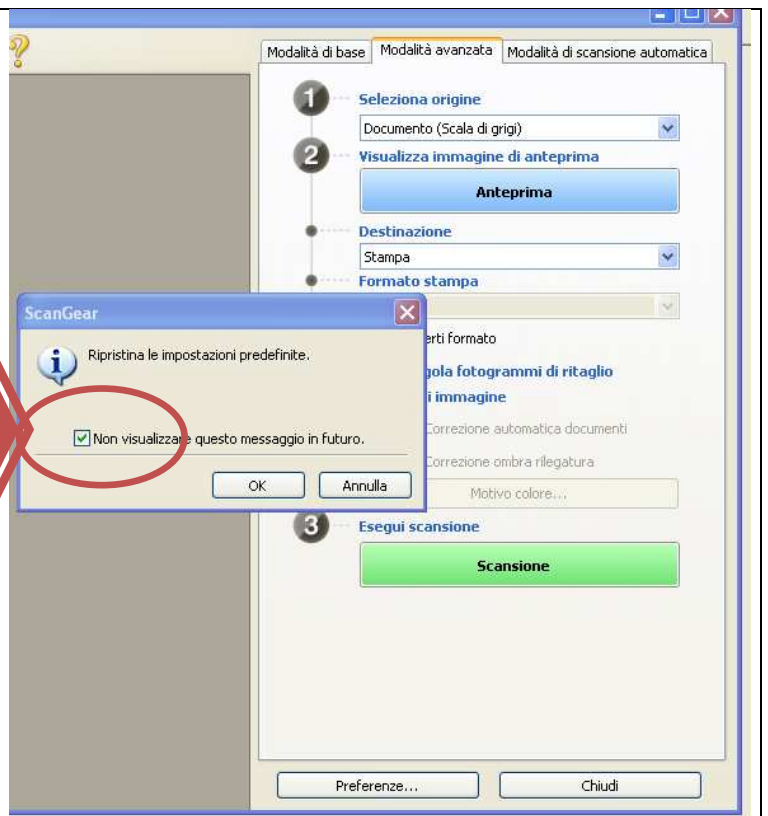 Modalità di base Modalità avanzata Modalità di scansione automatica
1 Seleziona origine
Documento (Scala di grigi)
2 Visualizza immagine di anteprima
Anteprima
Destinazione
Stampa
Formato stampa
ScanGear
erti formato
Ripristina le impostazioni predefinite.
gola fotogrammi di ritaglio
i immagine
Correzione automatica documenti
Non visualizzare questo messaggio in futuro.
Correzione ombra rilegatura
OK Annulla
Motivo colore...
3 Esegui scansione
Scansione
Preferenze... Chiudi